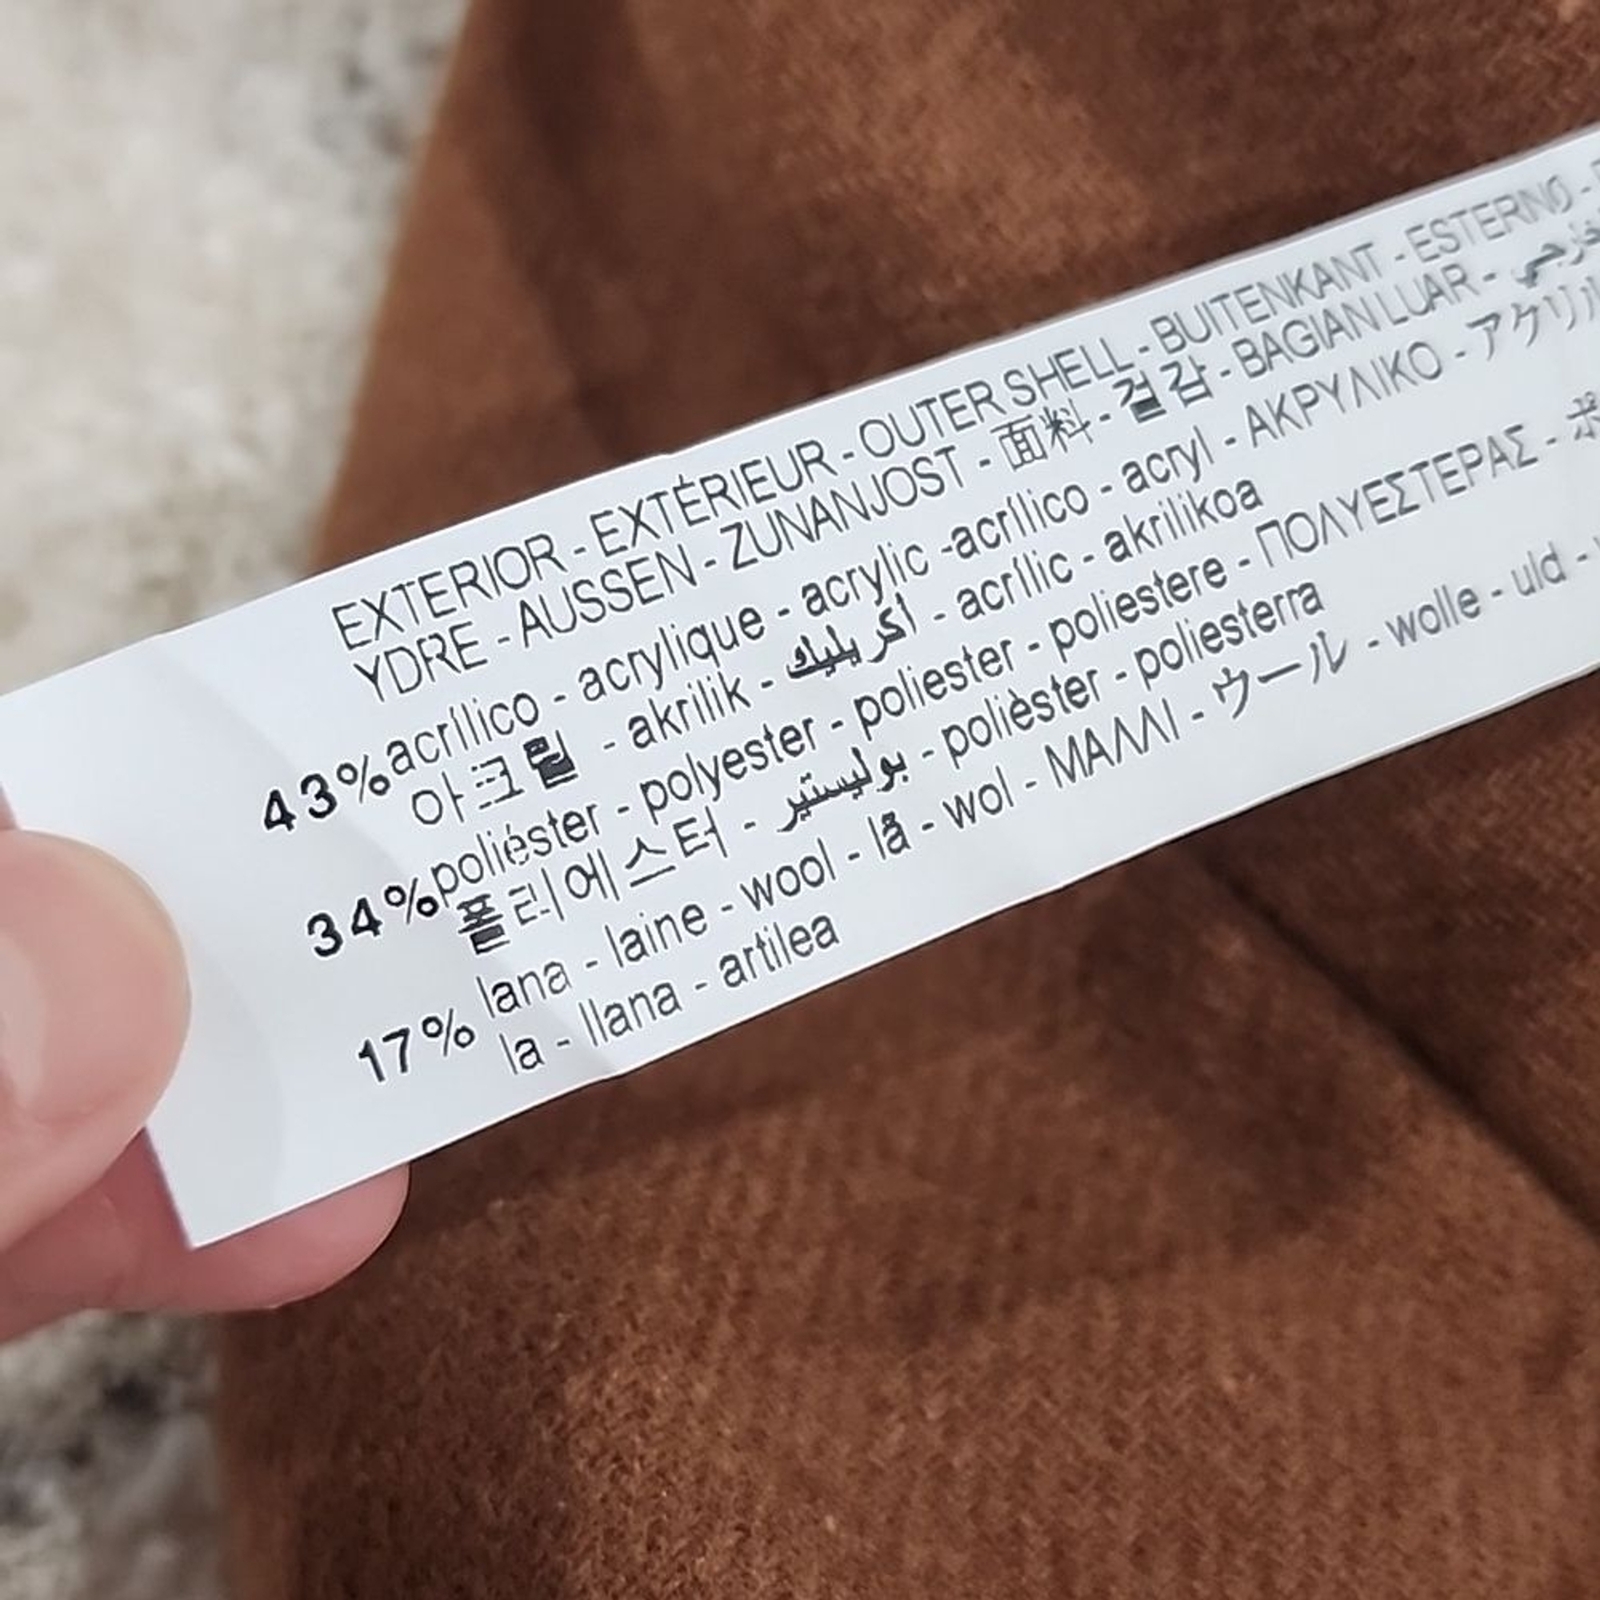 EXTERIOR - EXTÉRIEUR - OUTER SHELL - BUITENKANT - ESTERNO -
YDRE - AUSSEN - ZUNANJOST - 面料 - 겉감 - BAGIAN LUAR -
43% acrílico - acrylique - acrylic -acrílico - acryl - ΑΚΡΥΛΙΚΟ - アクリル
아크릴 - akrilik - أكريليك - acrílic - akrilikoa
34% poliéster - polyester - poliester - poliestere - ΠΟΛΥΕΣΤΕΡΑΣ -
폴리에스터 - بوليستير - polièster - poliesterra
17% lana - laine - wool - lã - wol - ΜΑΛΛΙ - ウール - wolle - uld -
la - llana - artilea